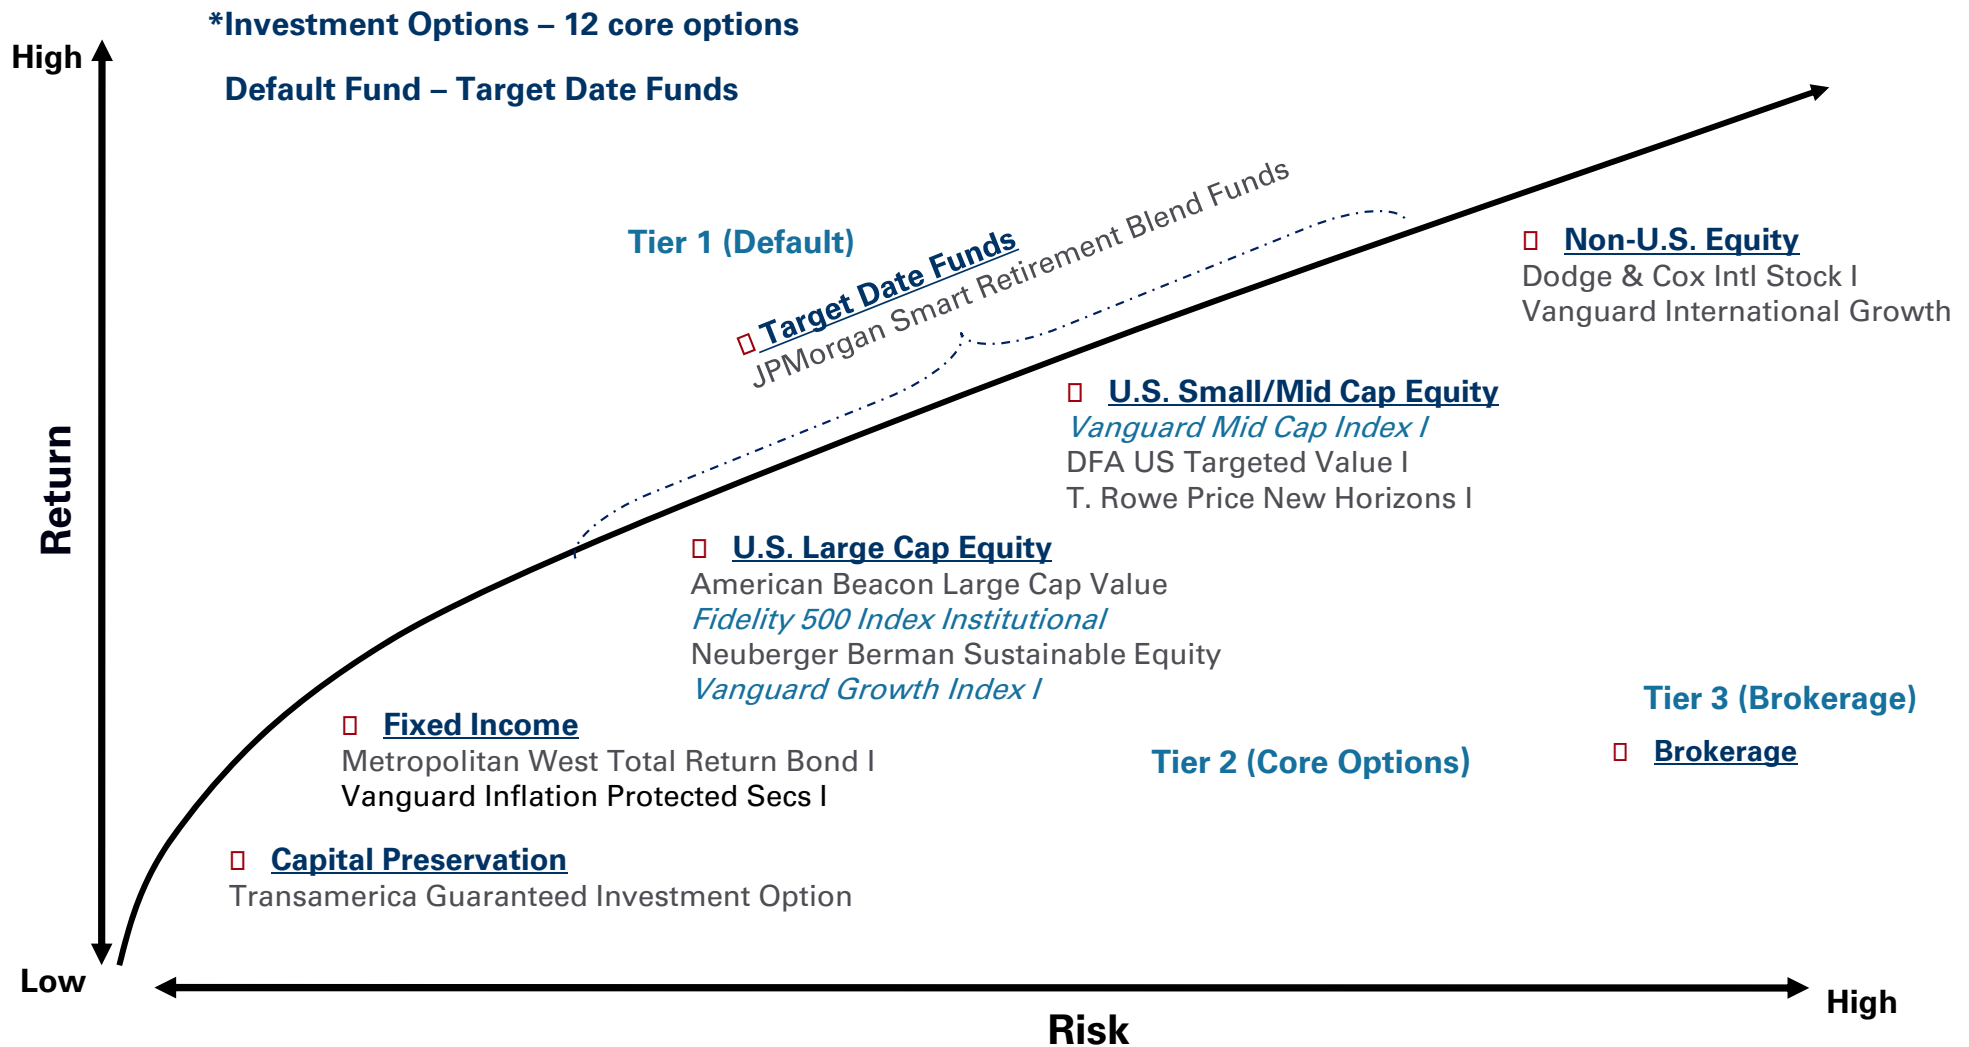 *Investment Options – 12 core options
Default Fund – Target Date Funds
High
Return
Low
Tier 1 (Default)
Target Date Funds
JPMorgan Smart Retirement Blend Funds
Non-U.S. Equity
Dodge & Cox Intl Stock I
Vanguard International Growth
U.S. Small/Mid Cap Equity
Vanguard Mid Cap Index I
DFA US Targeted Value I
T. Rowe Price New Horizons I
U.S. Large Cap Equity
American Beacon Large Cap Value
Fidelity 500 Index Institutional
Neuberger Berman Sustainable Equity
Vanguard Growth Index I
Fixed Income
Metropolitan West Total Return Bond I
Vanguard Inflation Protected Secs I
Capital Preservation
Transamerica Guaranteed Investment Option
Tier 2 (Core Options)
Tier 3 (Brokerage)
Brokerage
High
Risk